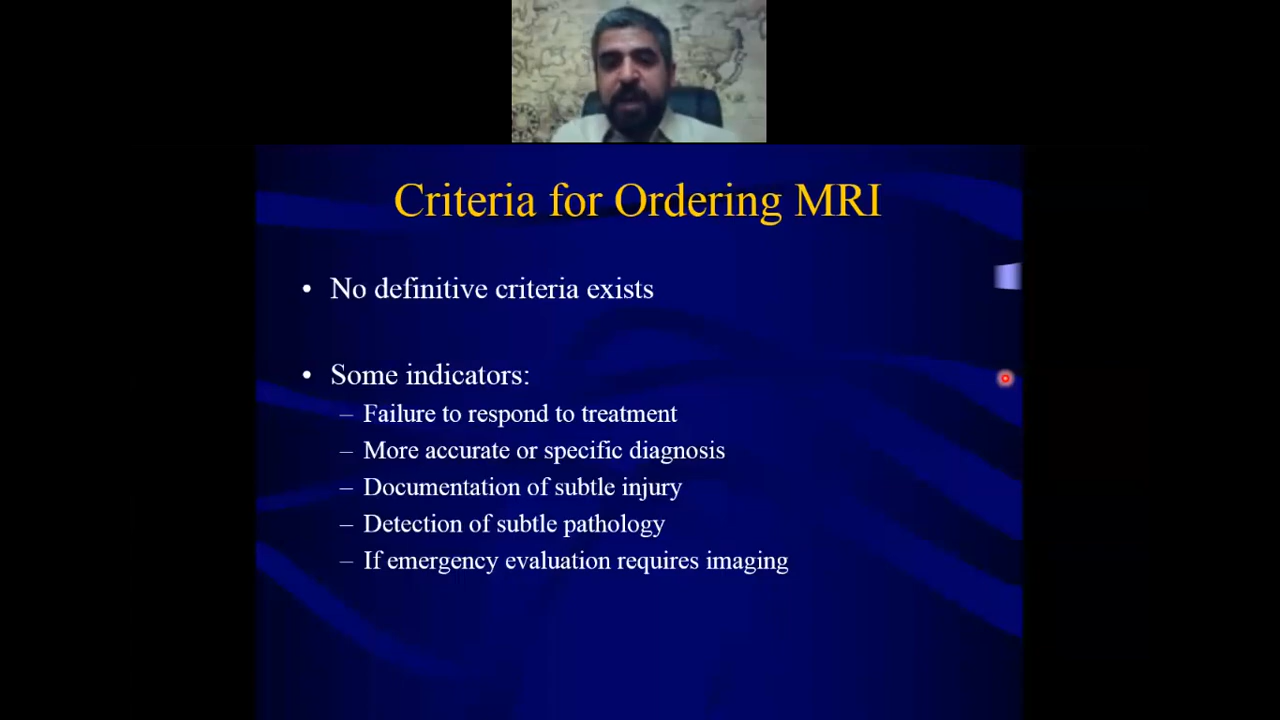 Criteria for Ordering MRI
• No definitive criteria exists
• Some indicators:
– Failure to respond to treatment
– More accurate or specific diagnosis
– Documentation of subtle injury
– Detection of subtle pathology
– If emergency evaluation requires imaging